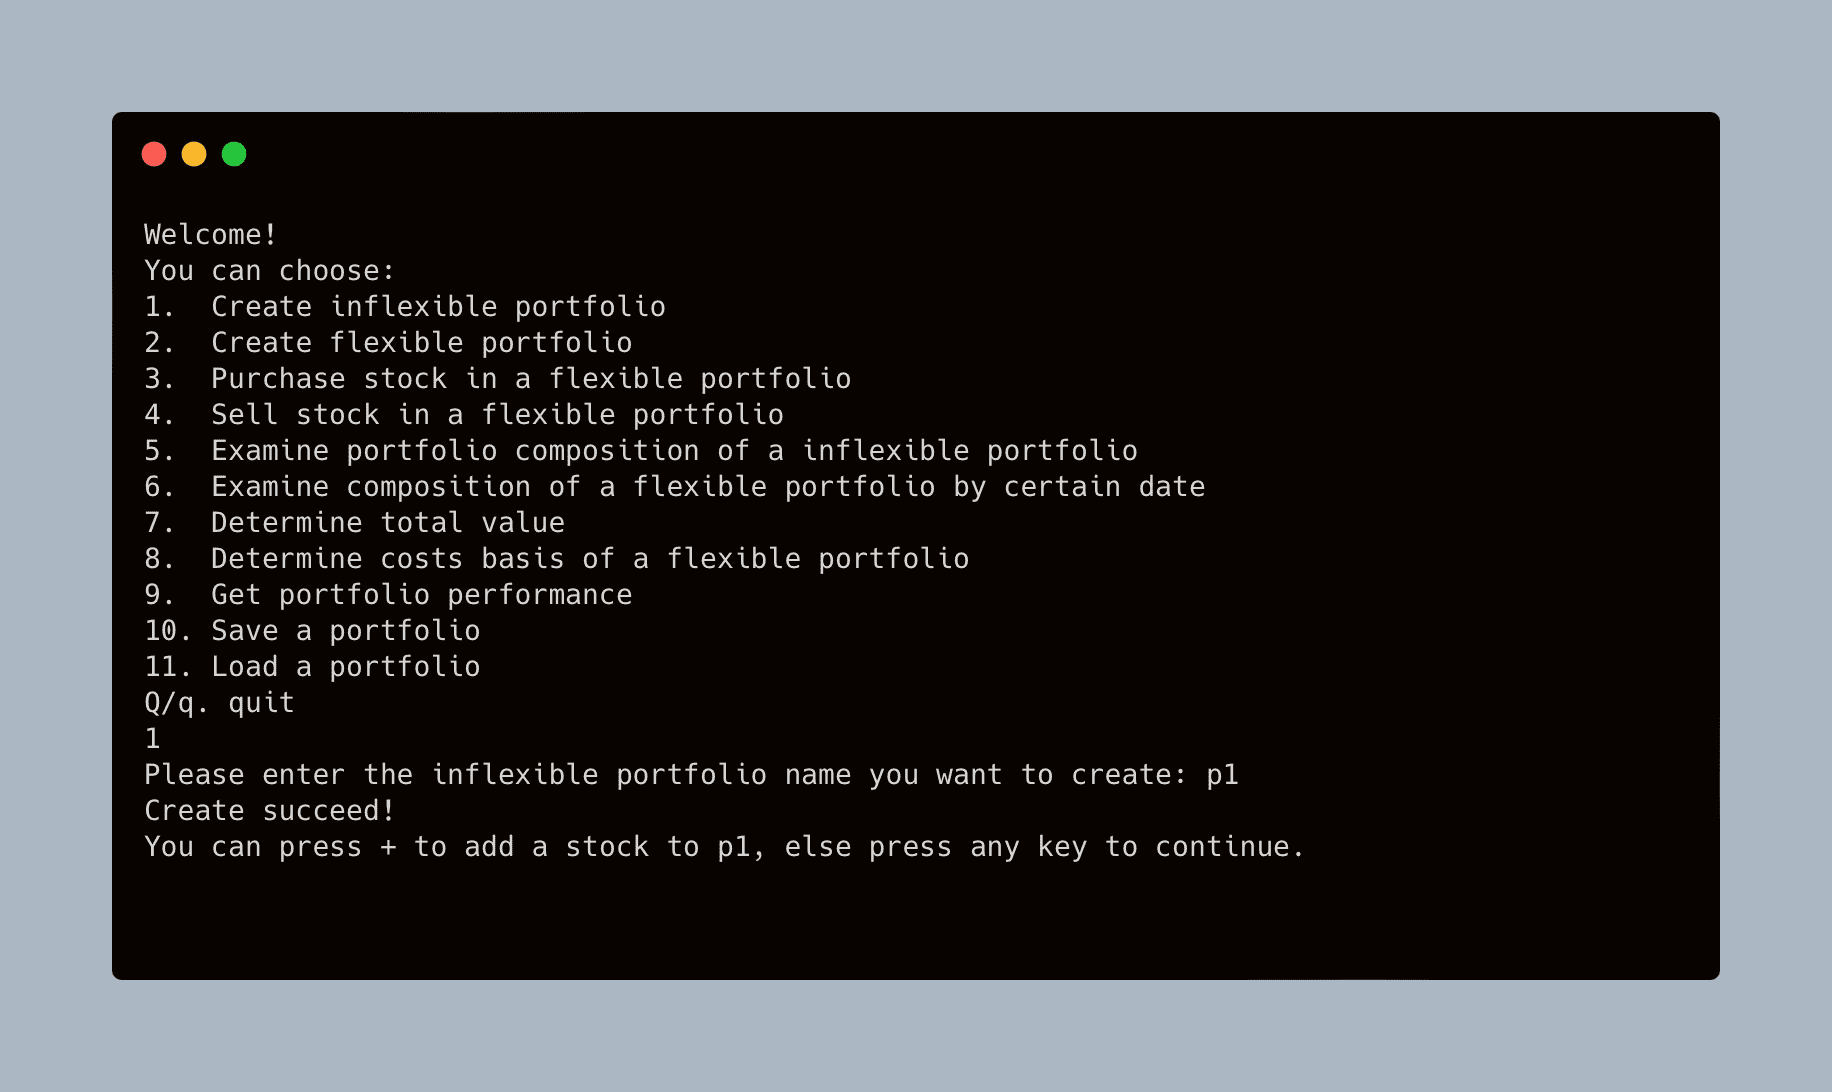 Welcome!
You can choose:
1.  Create inflexible portfolio
2.  Create flexible portfolio
3.  Purchase stock in a flexible portfolio
4.  Sell stock in a flexible portfolio
5.  Examine portfolio composition of a inflexible portfolio
6.  Examine composition of a flexible portfolio by certain date
7.  Determine total value
8.  Determine costs basis of a flexible portfolio
9.  Get portfolio performance
10. Save a portfolio
11. Load a portfolio
Q/q. quit
1
Please enter the inflexible portfolio name you want to create: p1
Create succeed!
You can press + to add a stock to p1, else press any key to continue.